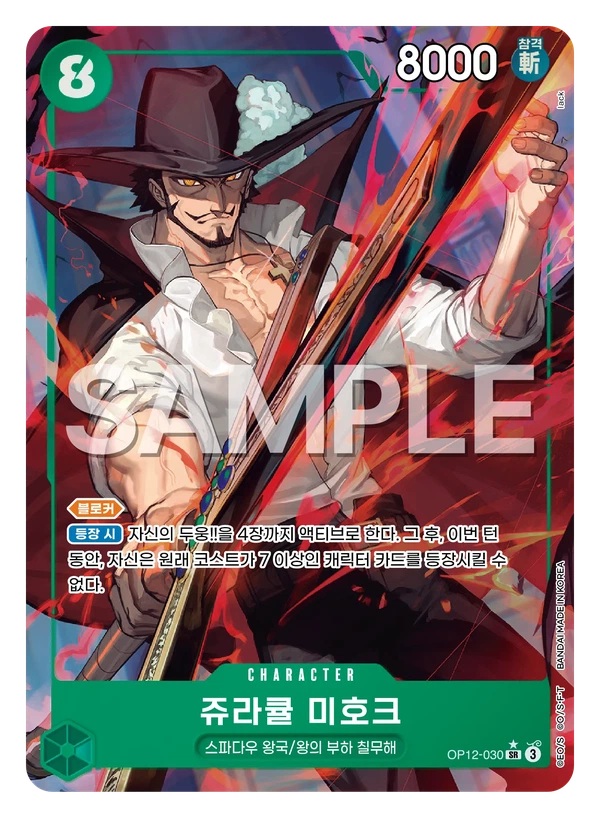 8
8000
참격
斬
lack
SAMPLE
블로커
등장 시 자신의 두웅!!을 4장까지 액티브로 한다. 그 후, 이번 턴
동안, 자신은 원래 코스트가 7 이상인 캐릭터 카드를 등장시킬 수
없다.
CHARACTER
쥬라큘 미호크
스파다우 왕국/왕의 부하 칠무해
OP12-030 ★ SR 3
©EO/S ©O/S·F·T BANDAI MADE IN KOREA